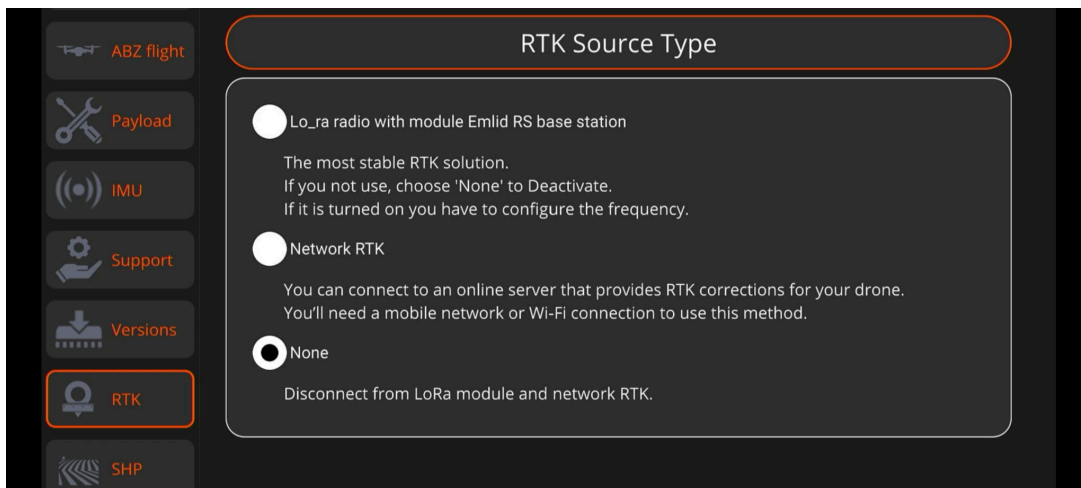 ABZ flight
Payload
IMU
Support
Versions
RTK
SHP
RTK Source Type
Lo_ra radio with module Emlid RS base station
The most stable RTK solution.
If you not use, choose 'None' to Deactivate.
If it is turned on you have to configure the frequency.
Network RTK
You can connect to an online server that provides RTK corrections for your drone.
You’ll need a mobile network or Wi-Fi connection to use this method.
None
Disconnect from LoRa module and network RTK.